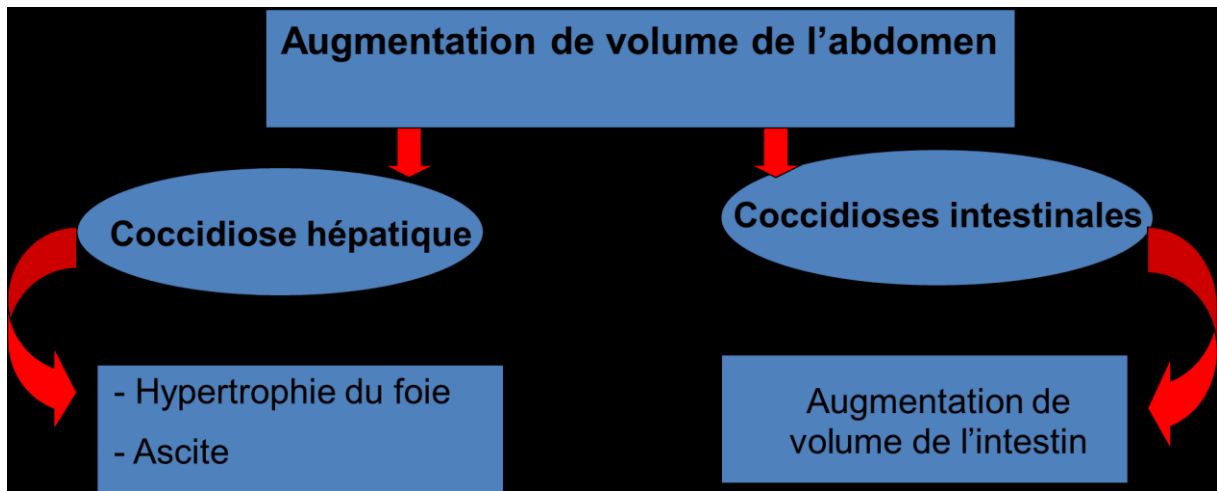 Augmentation de volume de l’abdomen
Coccidiose hépatique
Coccidioses intestinales
- Hypertrophie du foie
- Ascite
Augmentation de
volume de l’intestin